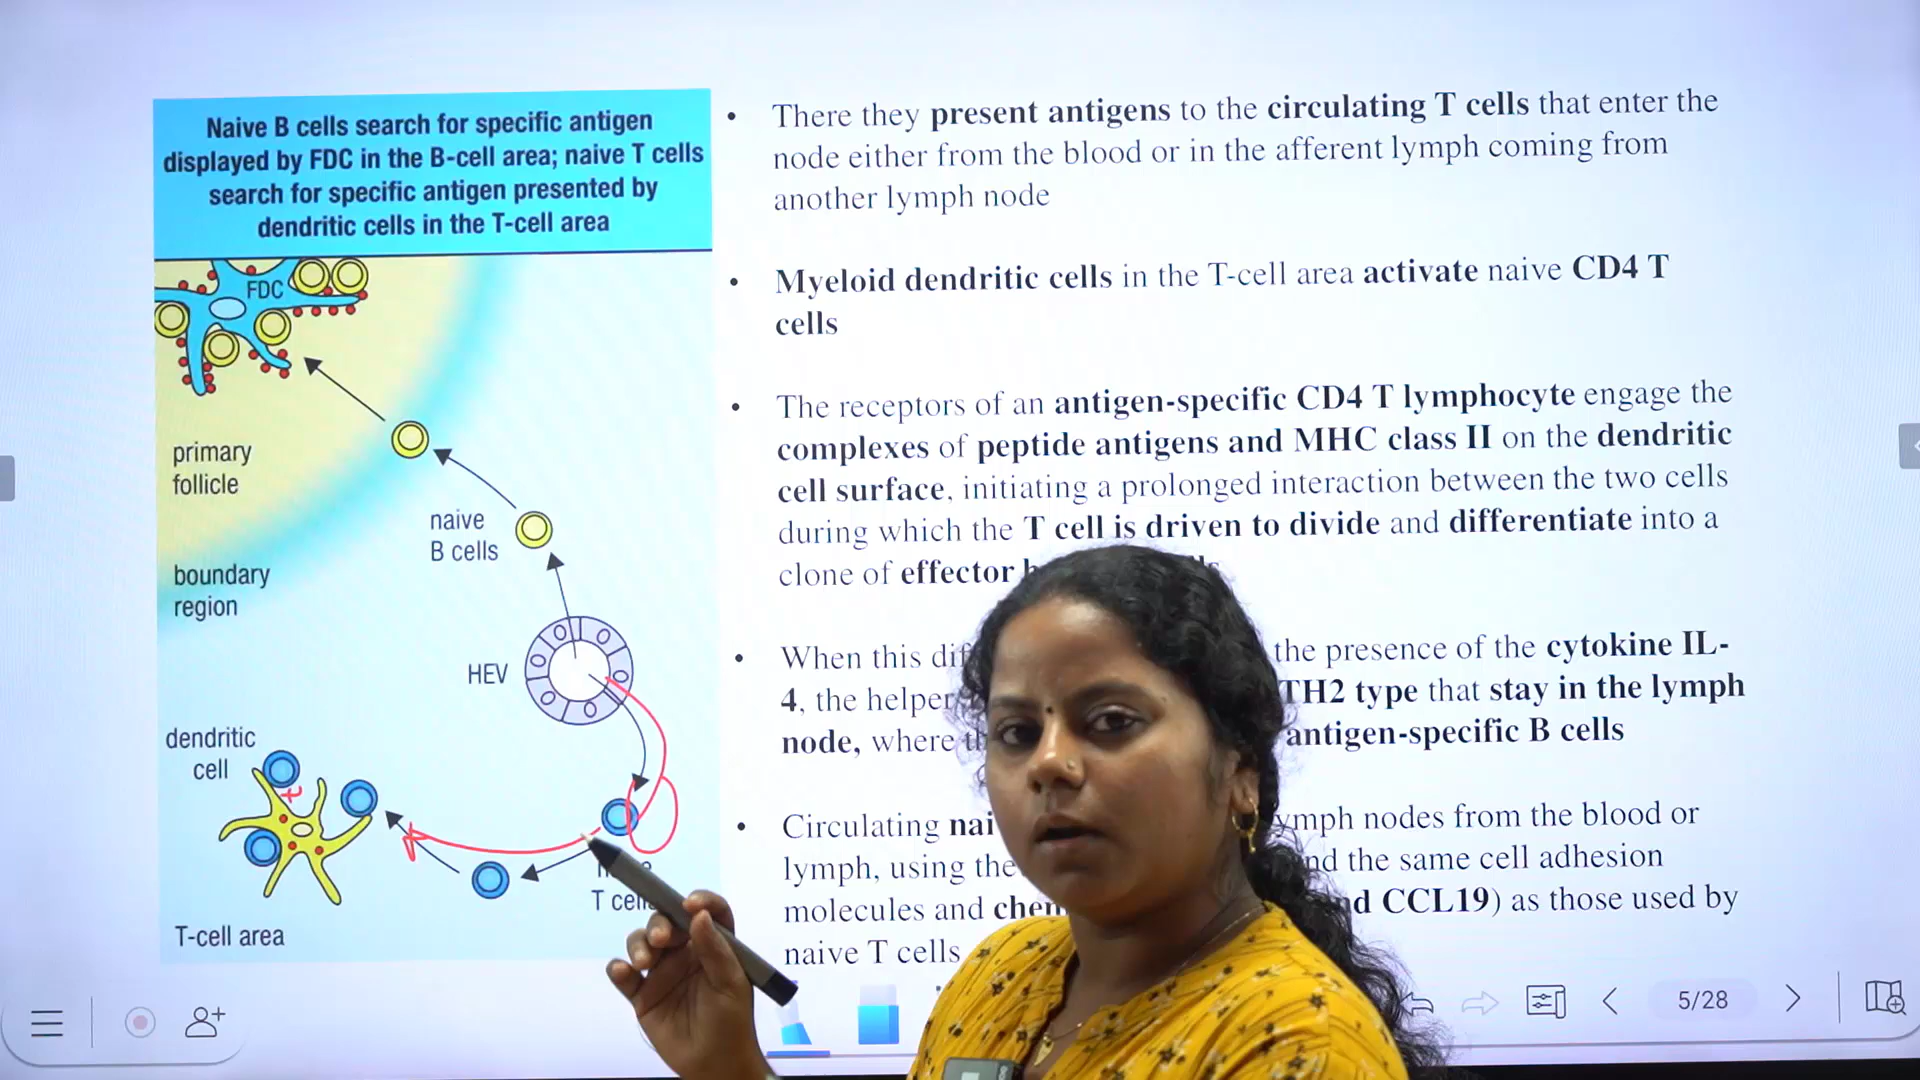 Naive B cells search for specific antigen
displayed by FDC in the B-cell area; naive T cells
search for specific antigen presented by
dendritic cells in the T-cell area
FDC
primary
follicle
naive
B cells
boundary
region
HEV
dendritic
cell
T cells
T-cell area
• There they present antigens to the circulating T cells that enter the
node either from the blood or in the afferent lymph coming from
another lymph node
• Myeloid dendritic cells in the T-cell area activate naive CD4 T
cells
• The receptors of an antigen-specific CD4 T lymphocyte engage the
complexes of peptide antigens and MHC class II on the dendritic
cell surface, initiating a prolonged interaction between the two cells
during which the T cell is driven to divide and differentiate into a
clone of effector
• When this the presence of the cytokine IL-
4, the helper TH2 type that stay in the lymph
node, where antigen-specific B cells
• Circulating lymph nodes from the blood or
lymph, using the and the same cell adhesion
molecules and and CCL19) as those used by
naive T cells
5/28